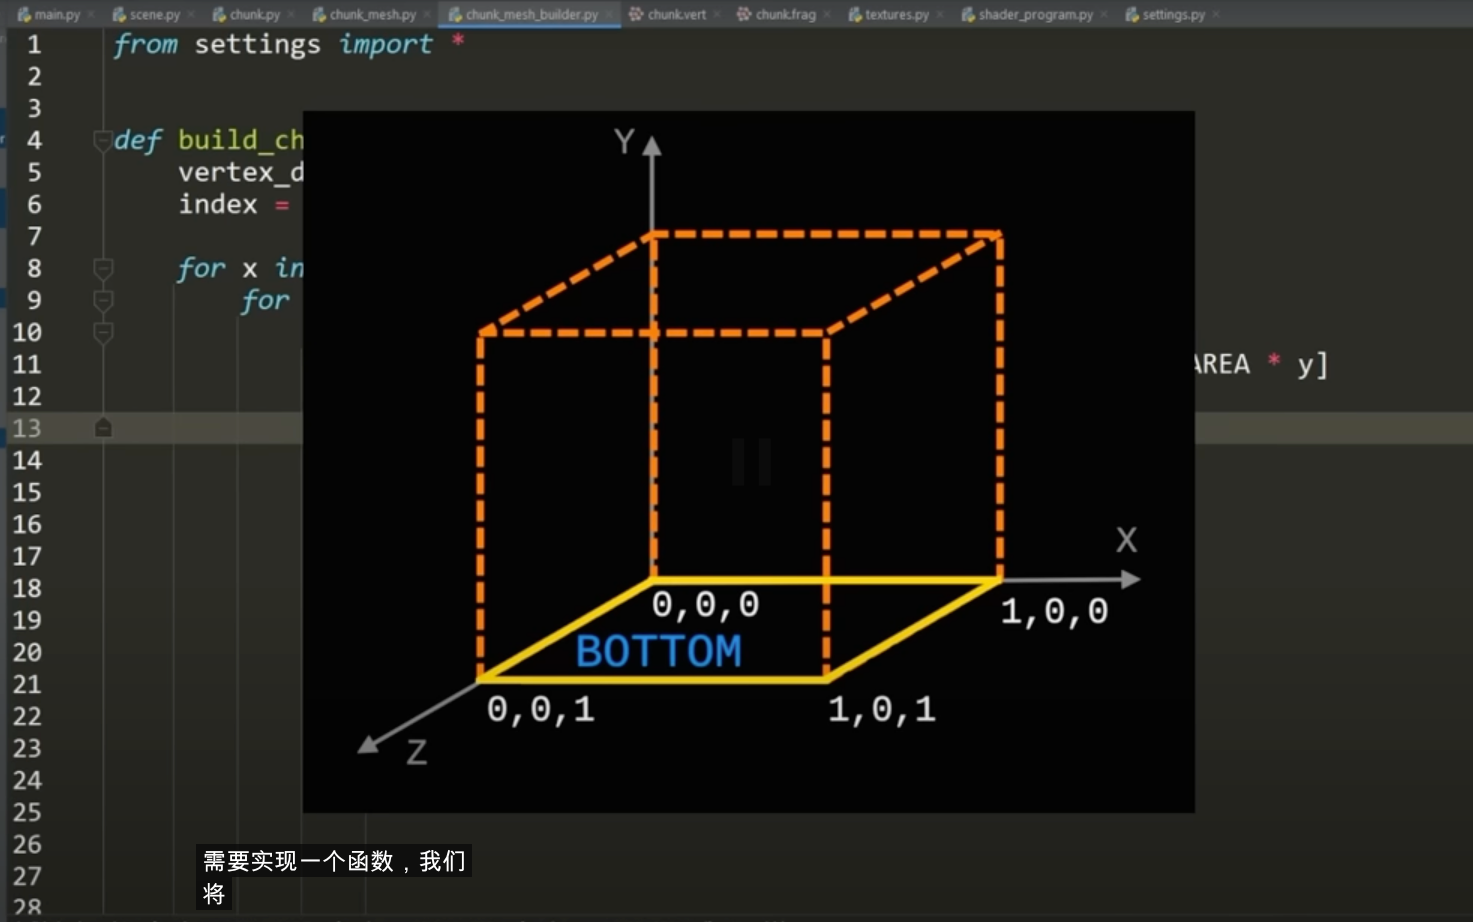 main.py scene.py chunk.py chunk_mesh.py chunk_mesh_builder.py chunk.vert chunk.frag textures.py shader_program.py settings.py
1 from settings import *
2
3
4 def build_ch
5 vertex_d
6 index =
7
8 for x in
9 for
10
11 AREA * y]
12
13
14
15
16
17
18
19
20
21
22
23
24
25
26
27
28
Y
X
0,0,0
1,0,0
BOTTOM
0,0,1
1,0,1
Z
需要实现一个函数，我们
将